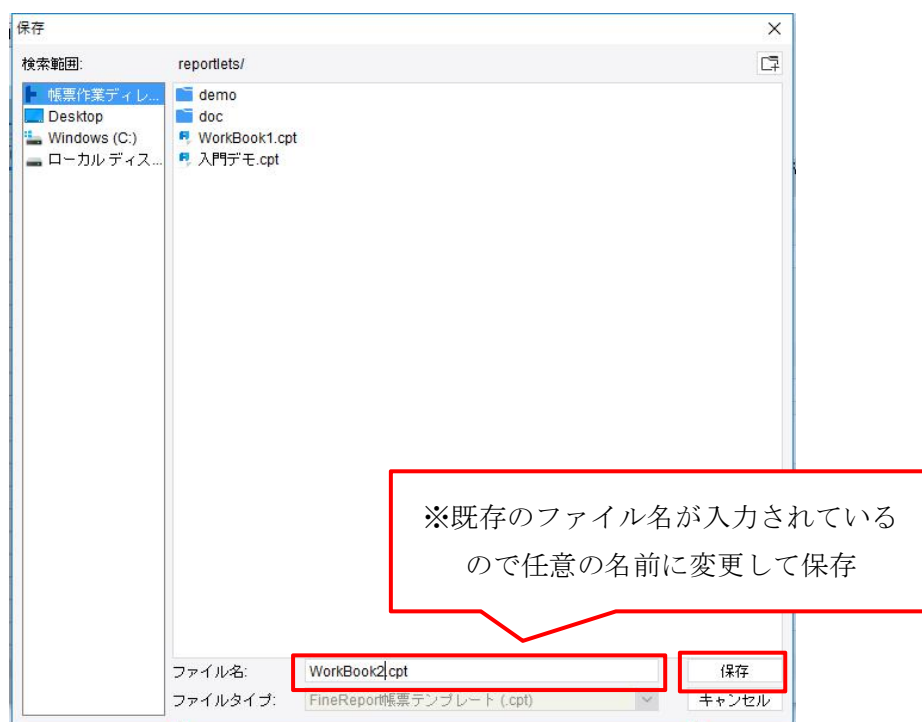 保存
検索範囲:
reportlets/
帳票作業ディレ...
Desktop
Windows (C:)
ローカル ディス...
demo
doc
WorkBook1.cpt
入門デモ.cpt
※既存のファイル名が入力されている
ので任意の名前に変更して保存
ファイル名:
WorkBook2.cpt
保存
ファイルタイプ:
FineReport帳票テンプレート (.cpt)
キャンセル